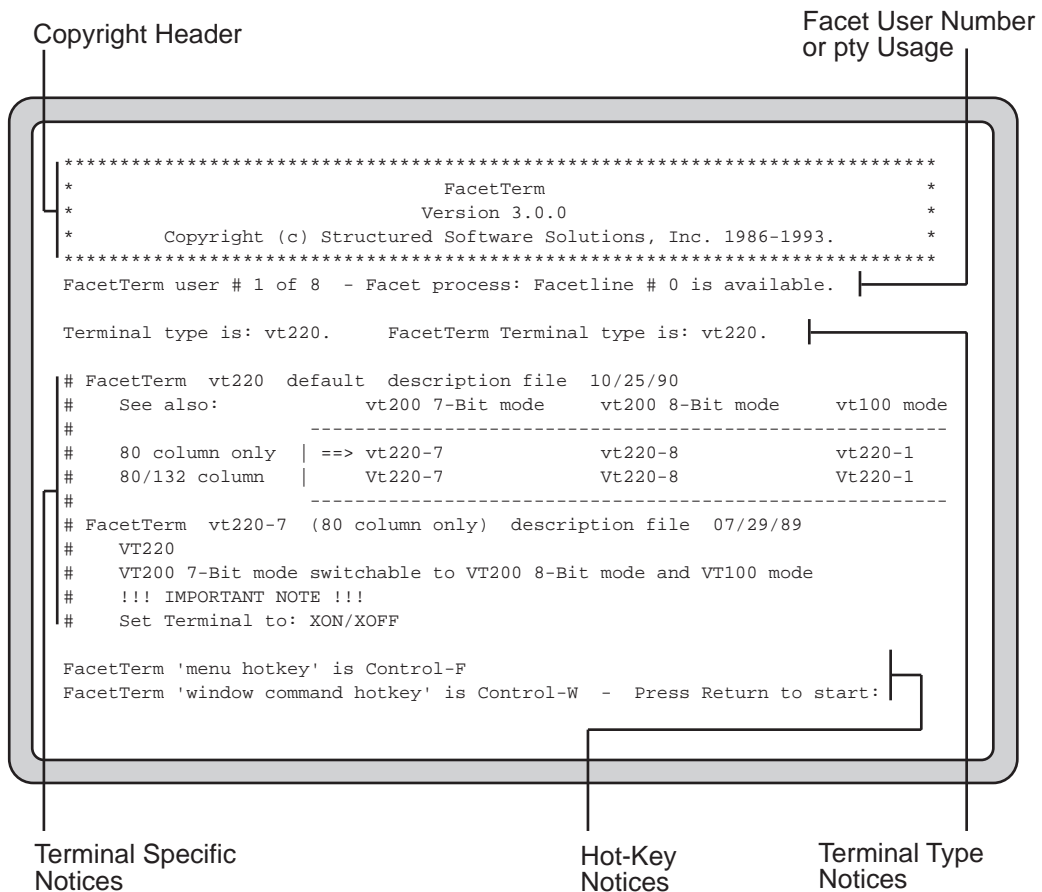 Copyright Header
Facet User Number
or pty Usage
******************************************************************************
* FacetTerm *
* Version 3.0.0 *
* Copyright (c) Structured Software Solutions, Inc. 1986-1993. *
******************************************************************************
FacetTerm user # 1 of 8 - Facet process: Facetline # 0 is available.
Terminal type is: vt220. FacetTerm Terminal type is: vt220.
# FacetTerm vt220 default description file 10/25/90
# See also: vt200 7-Bit mode vt200 8-Bit mode vt100 mode
# ---------------------------------------------------------
# 80 column only | ==> vt220-7 vt220-8 vt220-1
# 80/132 column | Vt220-7 Vt220-8 Vt220-1
# ---------------------------------------------------------
# FacetTerm vt220-7 (80 column only) description file 07/29/89
# VT220
# VT200 7-Bit mode switchable to VT200 8-Bit mode and VT100 mode
# !!! IMPORTANT NOTE !!!
# Set Terminal to: XON/XOFF
FacetTerm 'menu hotkey' is Control-F
FacetTerm 'window command hotkey' is Control-W - Press Return to start:
Terminal Specific
Notices
Hot-Key
Notices
Terminal Type
Notices